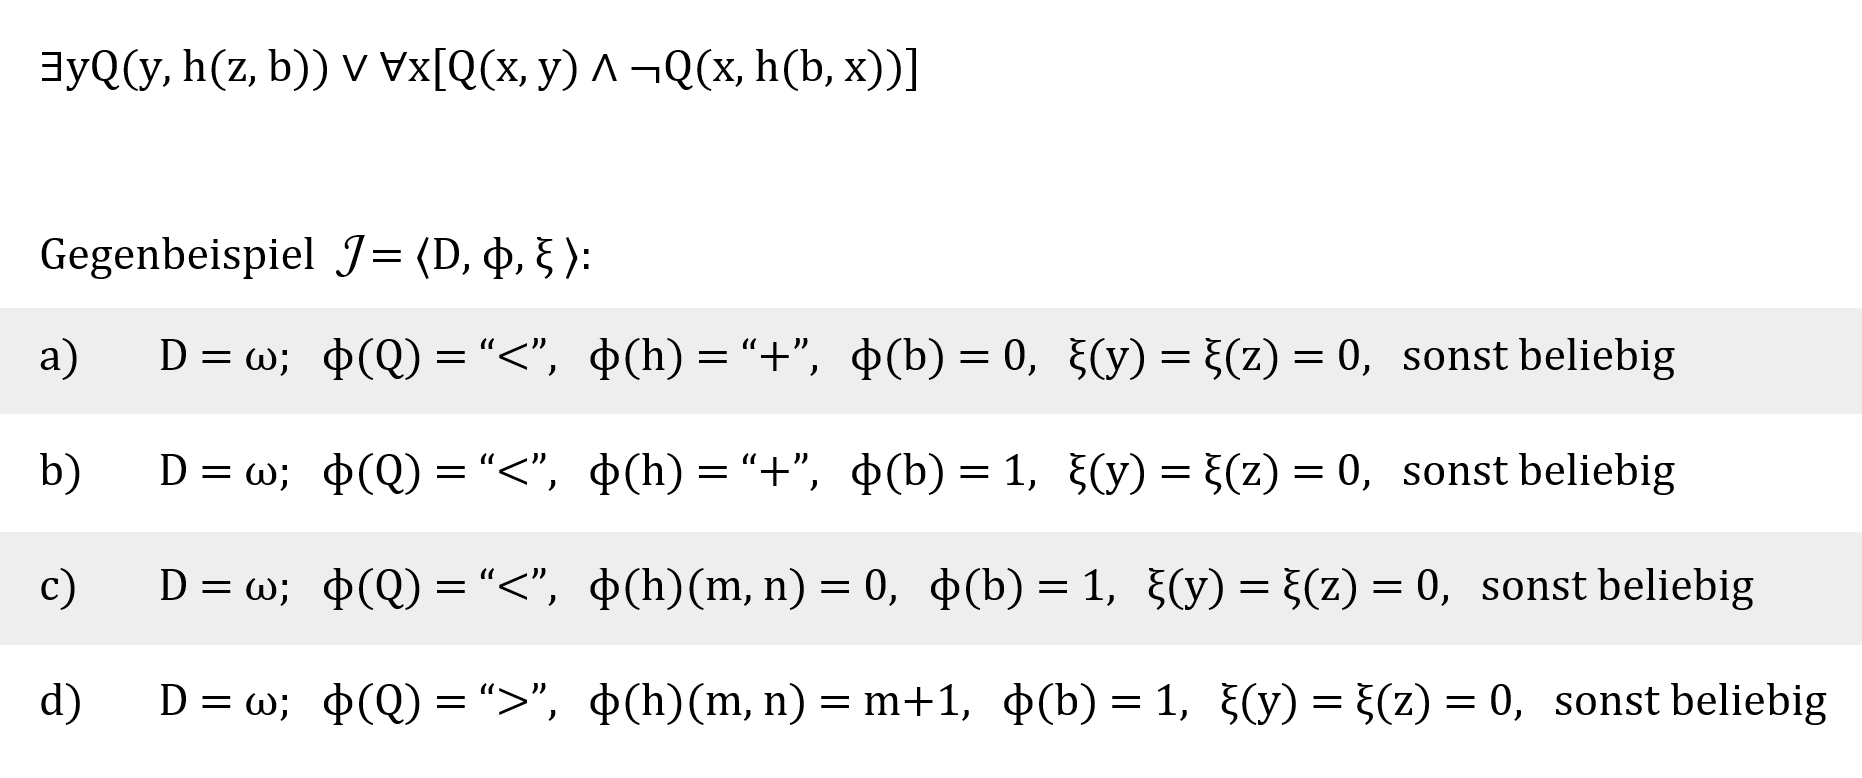 ∃yQ(y, h(z, b)) ∨ ∀x[Q(x, y) ∧ ¬Q(x, h(b, x))]
Gegenbeispiel 𝒥 = ⟨D, ф, ξ ⟩:
a) D = ω; ф(Q) = “<”, ф(h) = “+”, ф(b) = 0, ξ(y) = ξ(z) = 0, sonst beliebig
b) D = ω; ф(Q) = “<”, ф(h) = “+”, ф(b) = 1, ξ(y) = ξ(z) = 0, sonst beliebig
c) D = ω; ф(Q) = “<”, ф(h)(m, n) = 0, ф(b) = 1, ξ(y) = ξ(z) = 0, sonst beliebig
d) D = ω; ф(Q) = “>”, ф(h)(m, n) = m+1, ф(b) = 1, ξ(y) = ξ(z) = 0, sonst beliebig